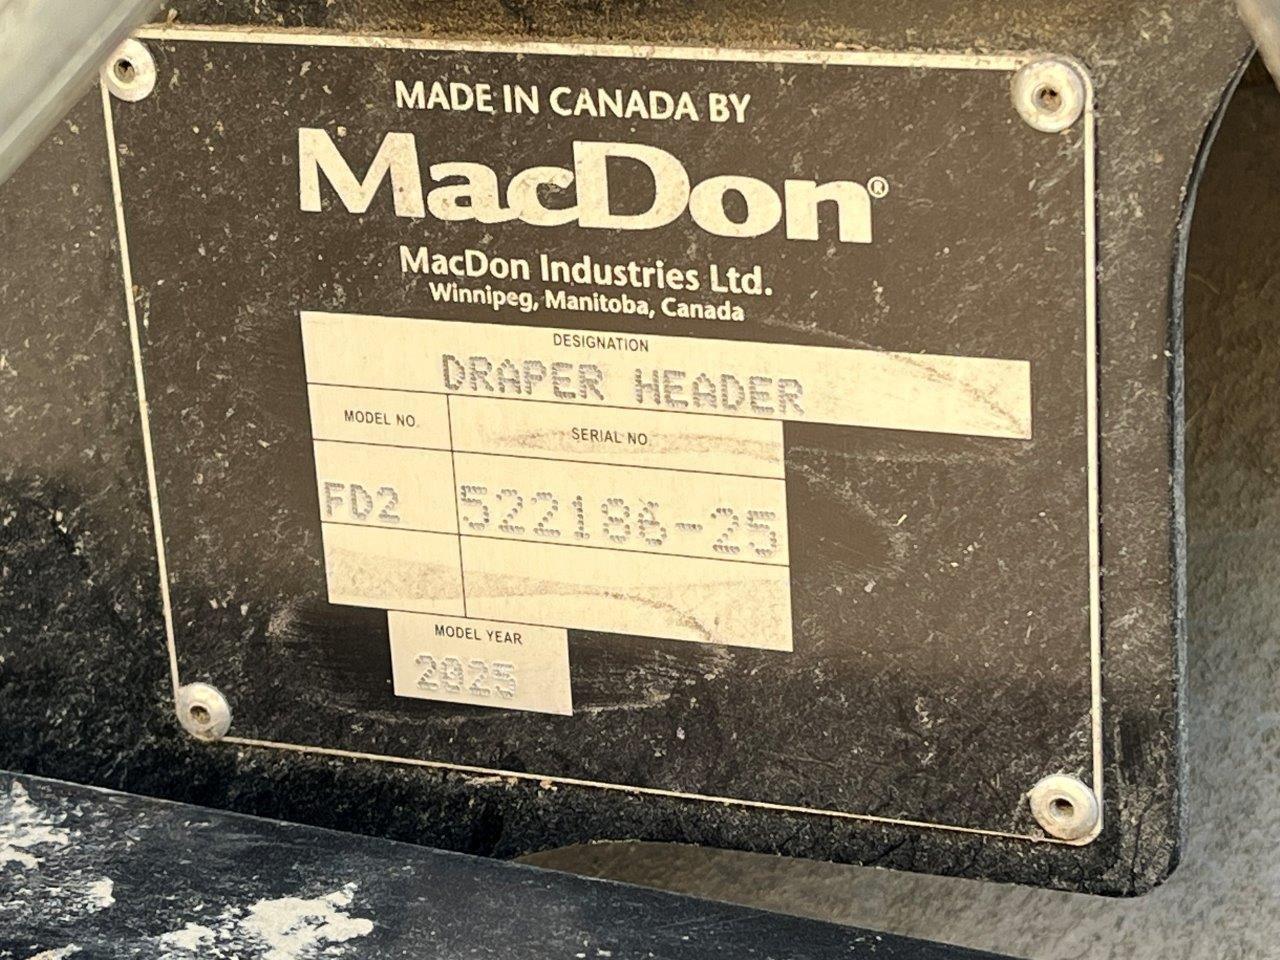 MADE IN CANADA BY
MacDon®
MacDon Industries Ltd.
Winnipeg, Manitoba, Canada
DESIGNATION
DRAPER HEADER
MODEL NO. SERIAL NO.
FD2 522186-25
MODEL YEAR
2025